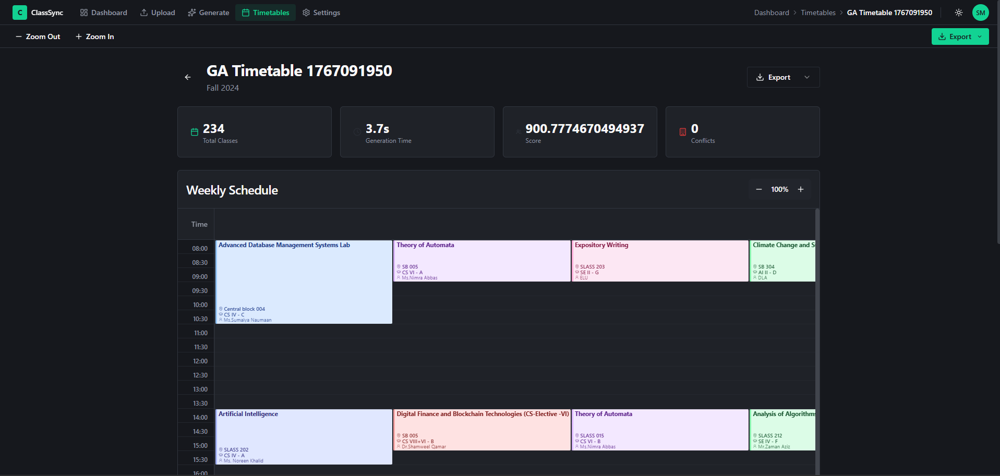 C ClassSync Dashboard Upload Generate Timetables Settings Dashboard > Timetables > GA Timetable 1767091950 SM
Zoom Out Zoom In Export
GA Timetable 1767091950
Fall 2024
Export
234
Total Classes
3.7s
Generation Time
900.7774670494937
Score
0
Conflicts
Weekly Schedule
100%
Time
08:00
08:30
09:00
09:30
10:00
10:30
11:00
11:30
12:00
12:30
13:00
13:30
14:00
14:30
15:00
15:30
16:00
Advanced Database Management Systems Lab
Central block 004
CS IV - C
Ms.Sumaiya Naumaan
Theory of Automata
SB 005
CS VI - A
Ms.Nimra Abbas
Expository Writing
SLASS 203
SE II - G
ELU
Climate Change and S
SB 304
AI II - D
DLA
Artificial Intelligence
SLASS 202
CS IV - A
Ms. Noreen Khalid
Digital Finance and Blockchain Technologies (CS-Elective -VI)
SB 005
CS VIII+VI - B
Dr.Shamweel Qamar
Theory of Automata
SLASS 015
CS VI - B
Ms.Nimra Abbas
Analysis of Algorithms
SLASS 212
SE IV - F
Mr.Zaman Aziz